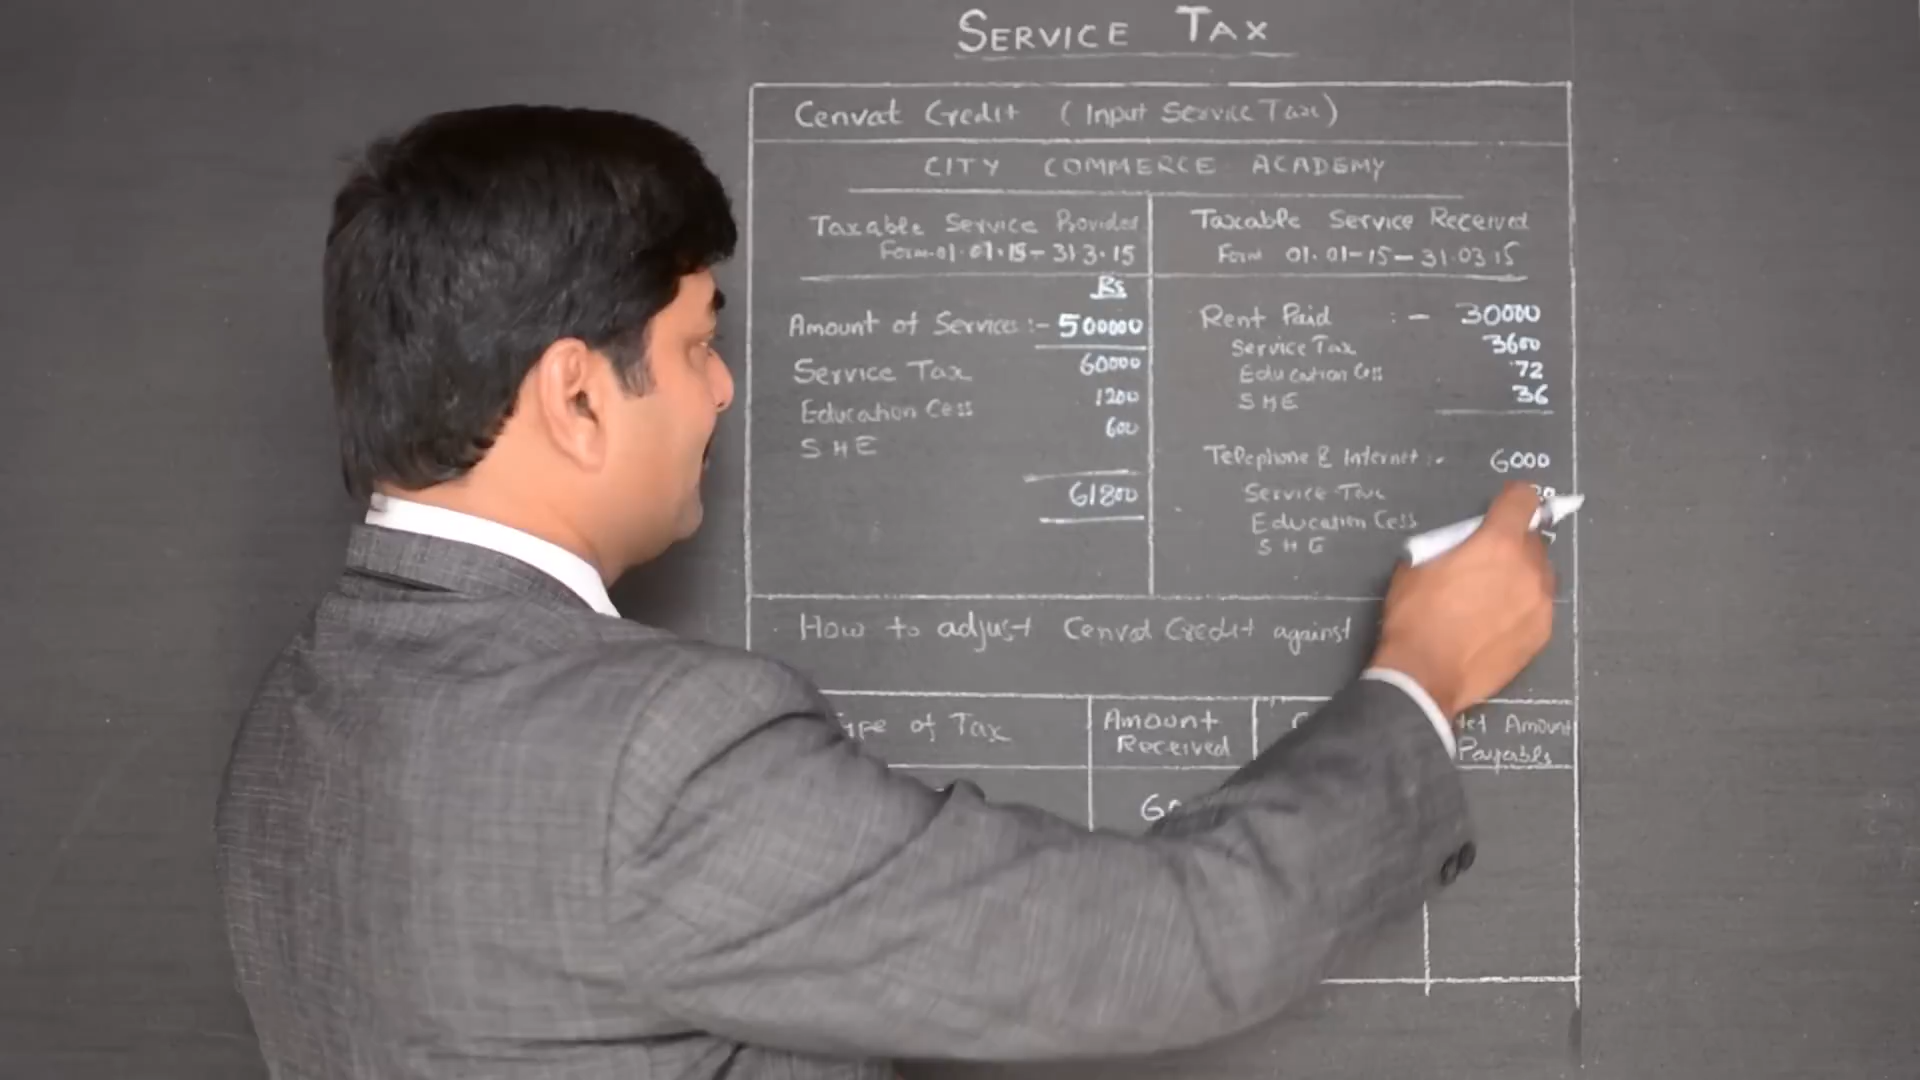 SERVICE TAX
Cenvat Credit (Input Service Tax)
CITY COMMERCE ACADEMY
Taxable Service Provided
Form 01.01.15-31.3.15
Rs
Amount of Services :- 500000
Service Tax 60000
Education Cess 1200
SHE 600
61800
Taxable Service Received
Form 01.01-15-31.03.15
Rent Paid :- 30000
Service Tax 3600
Education Cess 72
SHE 36
Telephone & Internet :- 6000
Service Tax
Education Cess
SHE
How to adjust Cenvat Credit against
of Tax
Amount Received
Amount Payable